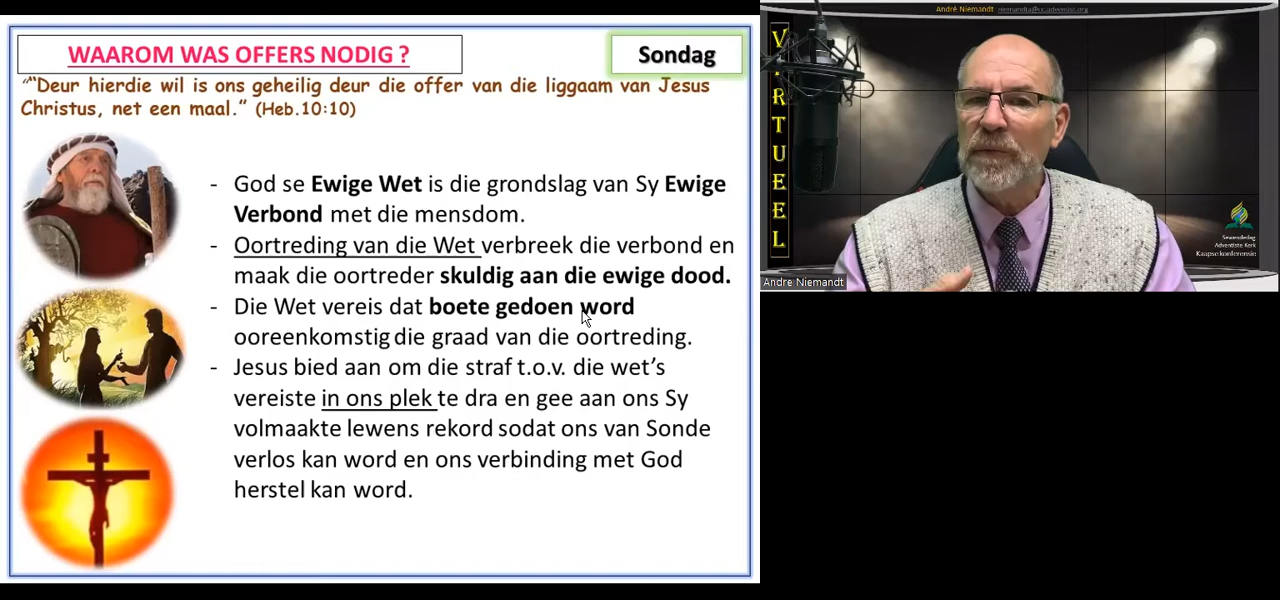 WAAROM WAS OFFERS NODIG ?
Sondag
“"Deur hierdie wil is ons geheilig deur die offer van die liggaam van Jesus
Christus, net een maal.” (Heb.10:10)
- God se Ewige Wet is die grondslag van Sy Ewige
Verbond met die mensdom.
- Oortreding van die Wet verbreek die verbond en
maak die oortreder skuldig aan die ewige dood.
- Die Wet vereis dat boete gedoen word
ooreenkomstig die graad van die oortreding.
- Jesus bied aan om die straf t.o.v. die wet’s
vereiste in ons plek te dra en gee aan ons Sy
volmaakte lewens rekord sodat ons van Sonde
verlos kan word en ons verbinding met God
herstel kan word.
André Niemandt niemandta@cc.adventist.org
VIRTUEEL
Sewendedag
Adventiste Kerk
Kaapse konferensie
Andre Niemandt